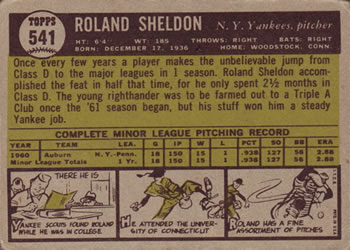 TOPPS
541
ROLAND SHELDON
N. Y. Yankees, pitcher
HT: 6'4" WT: 185 THROWS: RIGHT BATS: RIGHT
BORN: DECEMBER 17, 1936 HOME: WOODSTOCK, CONN.
Once every few years a player makes the unbelievable jump from
Class D to the major leagues in 1 season. Roland Sheldon accom-
plished the feat in half that time, for he only spent 2½ months in
Class D. The young righthander was to be farmed out to a Triple A
Club once the '61 season began, but his stuff won him a steady
Yankee job.
COMPLETE MINOR LEAGUE PITCHING RECORD
YEAR TEAM LEA. G IP W L PCT. SO BB ERA
1960 Auburn N.Y.-Penn. 18 150 15 1 .938 127 56 2.88
Minor League Totals 1 Yr. 18 150 15 1 .938 127 56 2.88
THERE HE IS
YANKEE SCOUTS FOUND ROLAND
WHEN HE WAS IN COLLEGE.
HE ATTENDED THE UNIVER-
SITY OF CONNECTICUT
ROLAND HAS A FINE
ASSORTMENT OF PITCHES